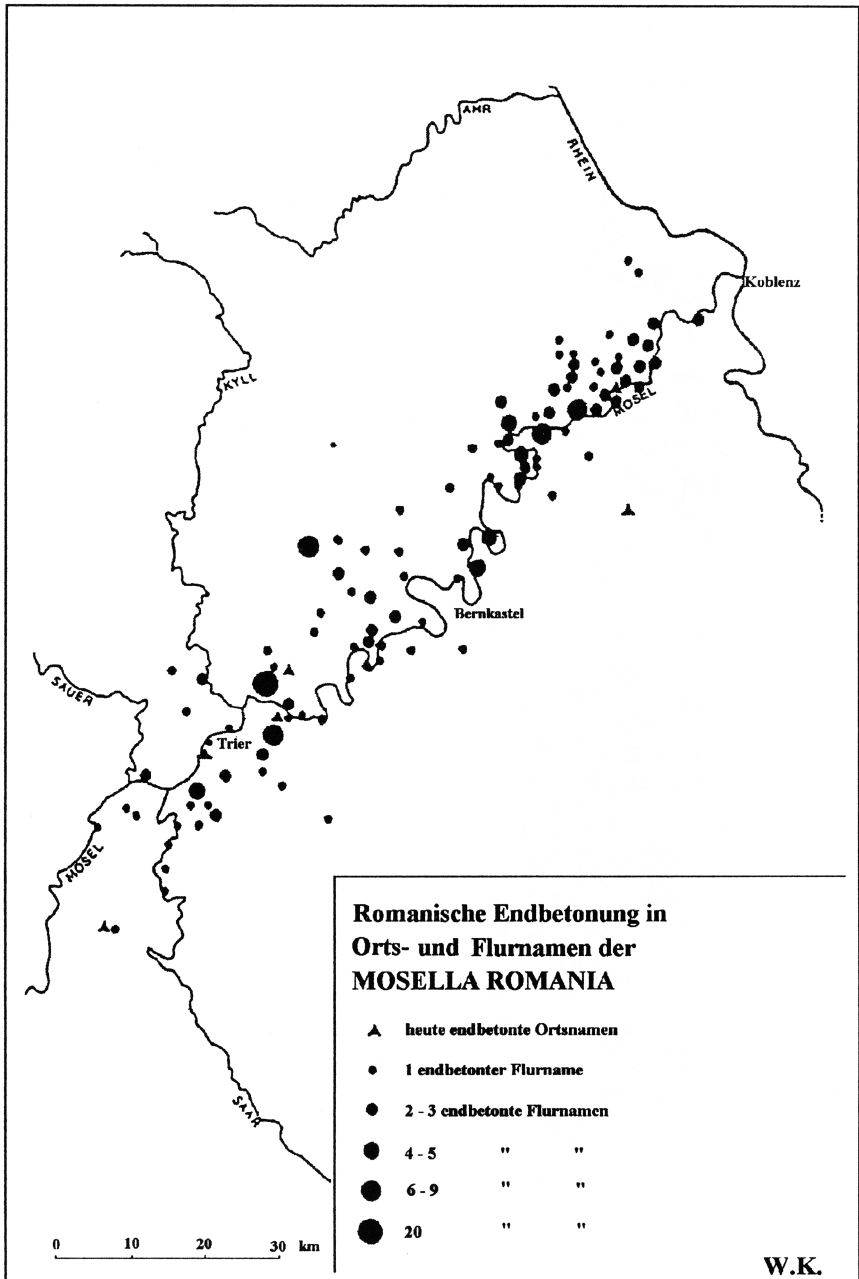 AHR
RHEIN
Koblenz
KYLL
MOSEL
Bernkastel
SAUER
Trier
MOSEL
Romanische Endbetonung in
Orts- und Flurnamen der
MOSELLA ROMANIA
heute endbetonte Ortsnamen
1 endbetonter Flurname
2 - 3 endbetonte Flurnamen
4 - 5 " "
6 - 9 " "
20 " "
SAAR
0 10 20 30 km
W.K.